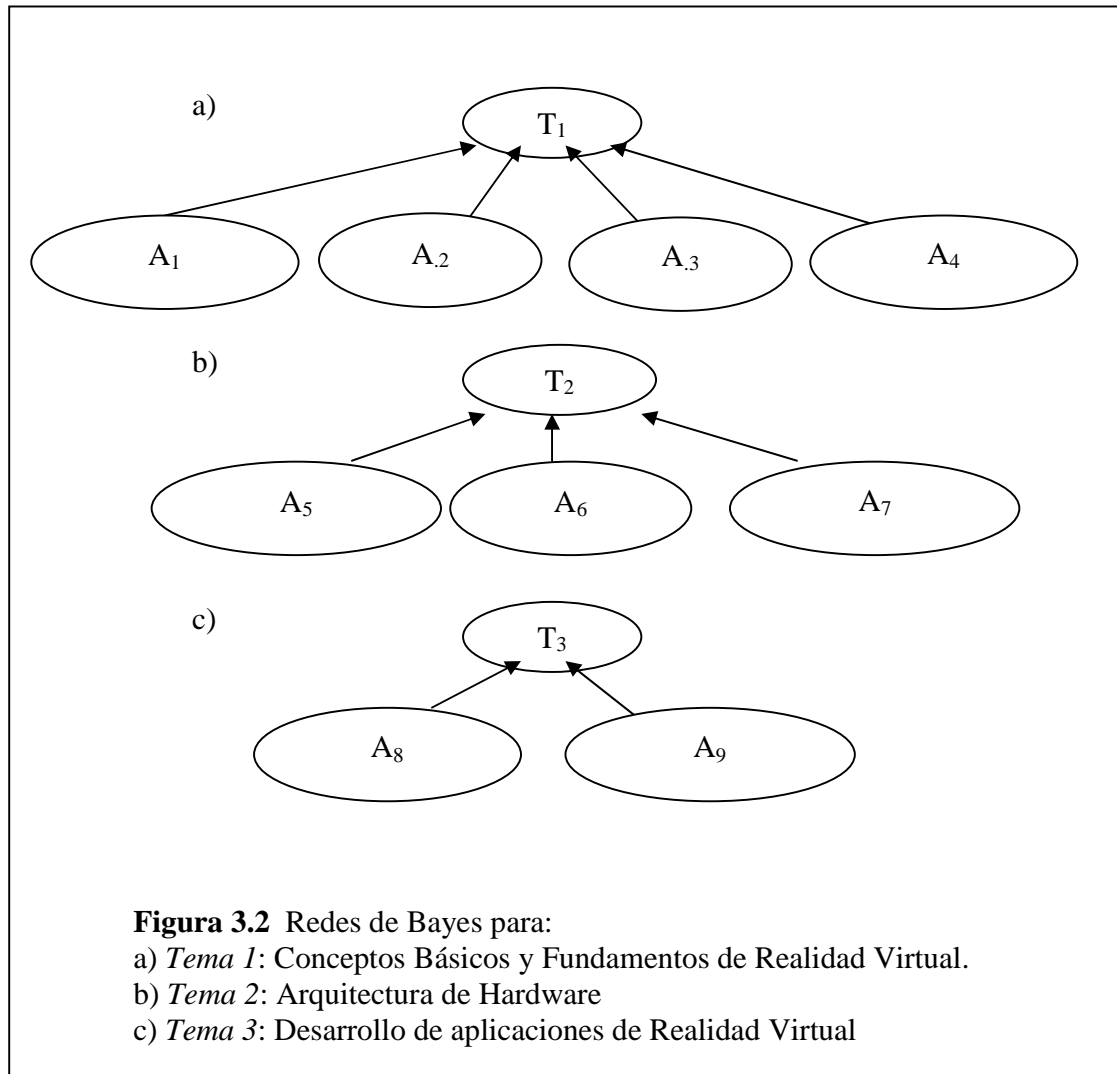 a)
T₁
A₁ A.₂ A.₃ A₄
b)
T₂
A₅ A₆ A₇
c)
T₃
A₈ A₉
Figura 3.2 Redes de Bayes para:
a) Tema 1: Conceptos Básicos y Fundamentos de Realidad Virtual.
b) Tema 2: Arquitectura de Hardware
c) Tema 3: Desarrollo de aplicaciones de Realidad Virtual